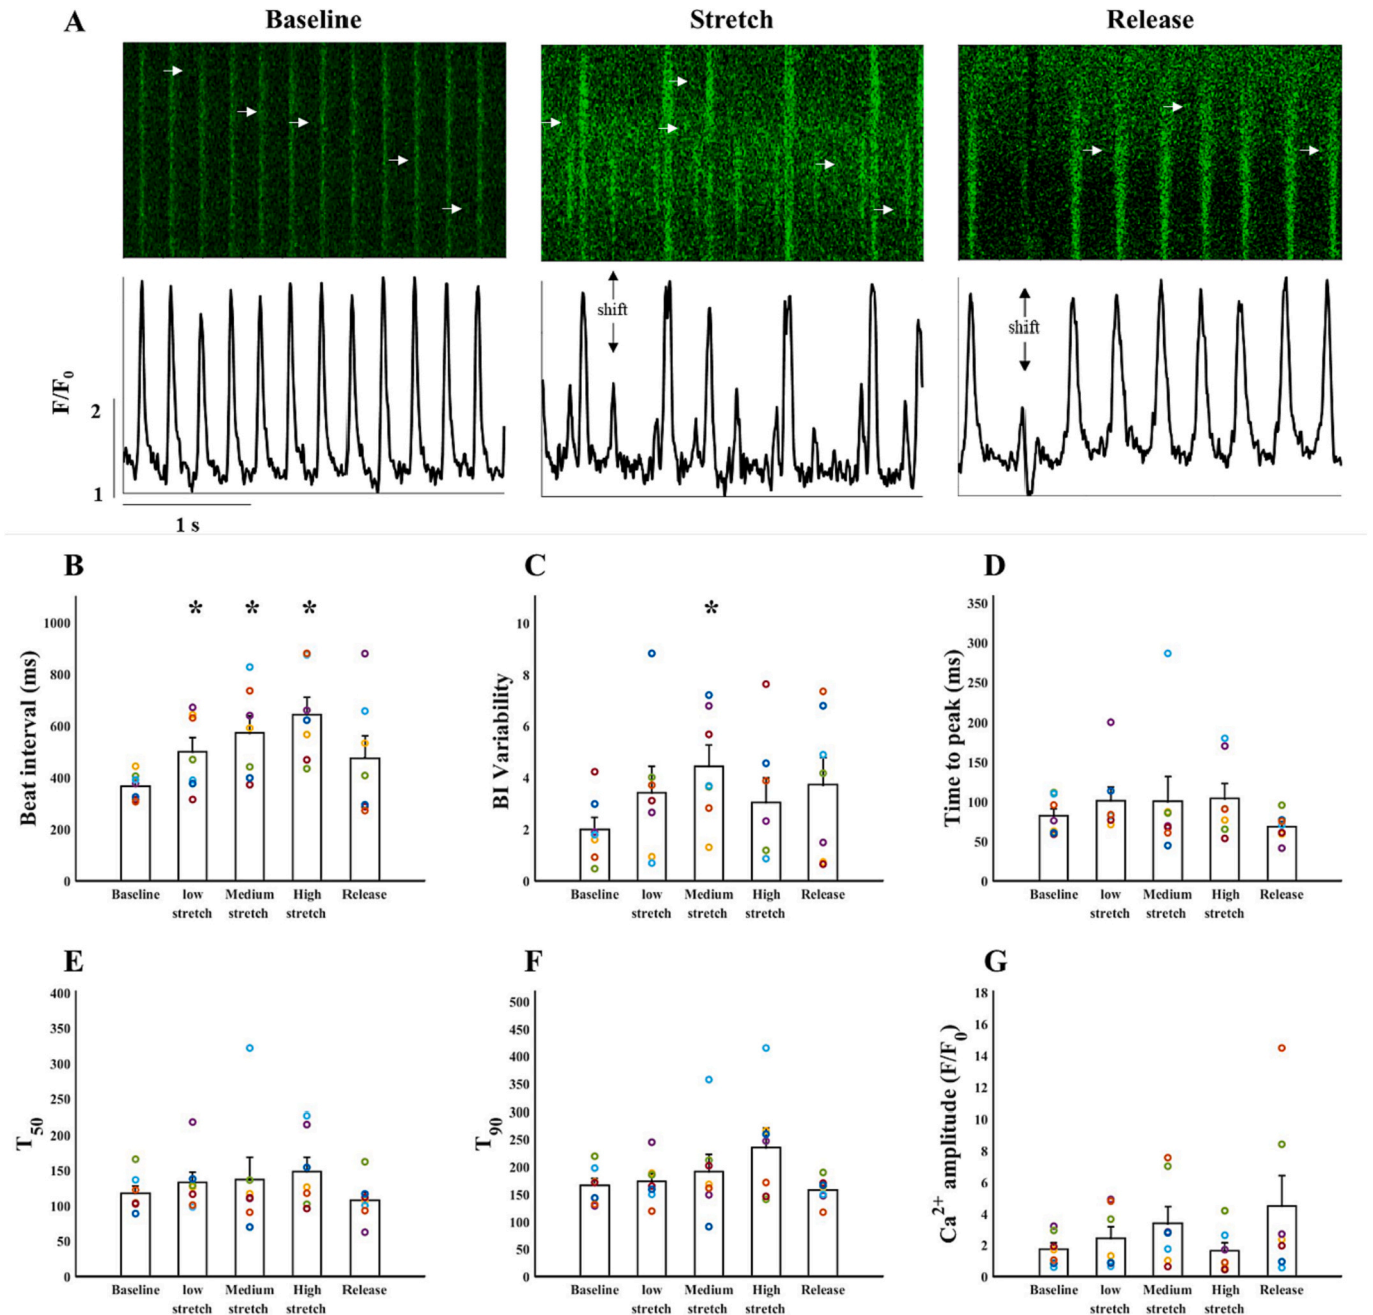 A
Baseline
Stretch
Release
shift
shift
F/F0
2
1
1 s
B
C
D
*
*
*
*
Beat interval (ms)
1000
800
600
400
200
0
Baseline
low
stretch
Medium
stretch
High
stretch
Release
BI Variability
10
8
6
4
2
0
Baseline
low
stretch
Medium
stretch
High
stretch
Release
Time to peak (ms)
350
300
250
200
150
100
50
0
Baseline
low
stretch
Medium
stretch
High
stretch
Release
E
F
G
T50
400
350
300
250
200
150
100
50
0
Baseline
low
stretch
Medium
stretch
High
stretch
Release
T90
500
450
400
350
300
250
200
150
100
50
0
Baseline
low
stretch
Medium
stretch
High
stretch
Release
Ca2+ amplitude (F/F0)
18
16
14
12
10
8
6
4
2
0
Baseline
low
stretch
Medium
stretch
High
stretch
Release